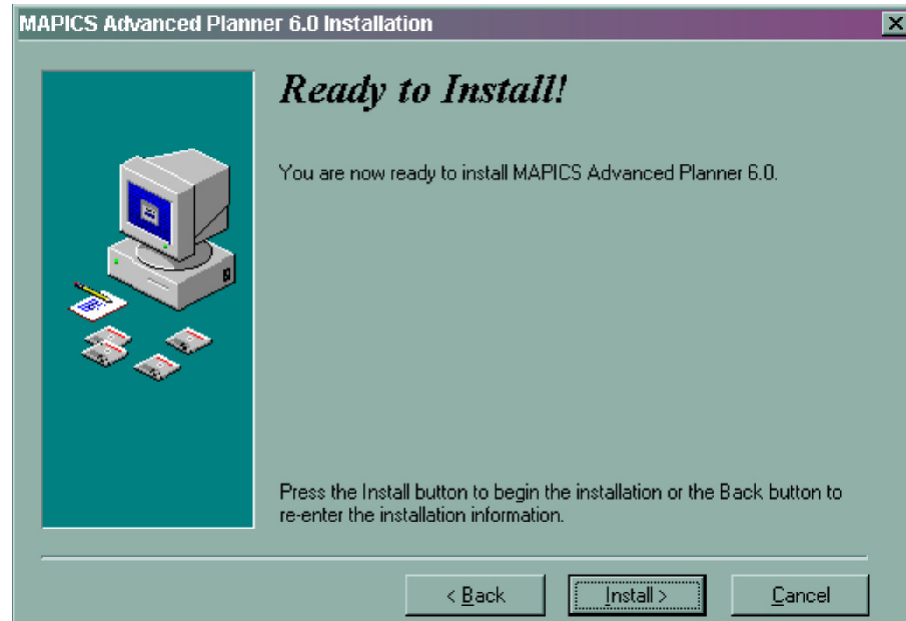 MAPICS Advanced Planner 6.0 Installation
Ready to Install!
You are now ready to install MAPICS Advanced Planner 6.0.
Press the Install button to begin the installation or the Back button to
re-enter the installation information.
< Back
Install >
Cancel